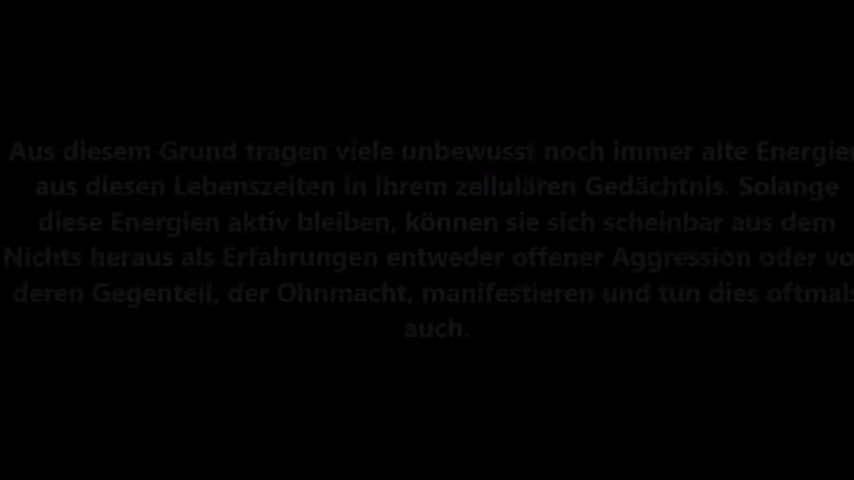 Aus diesem Grund tragen viele unbewusst noch immer alte Energien
aus diesen Lebenszeiten in ihrem zellulären Gedächtnis. Solange
diese Energien aktiv bleiben, können sie sich scheinbar aus dem
Nichts heraus als Erfahrungen entweder offener Aggression oder vo
deren Gegenteil, der Ohnmacht, manifestieren und tun dies oftmals
auch.